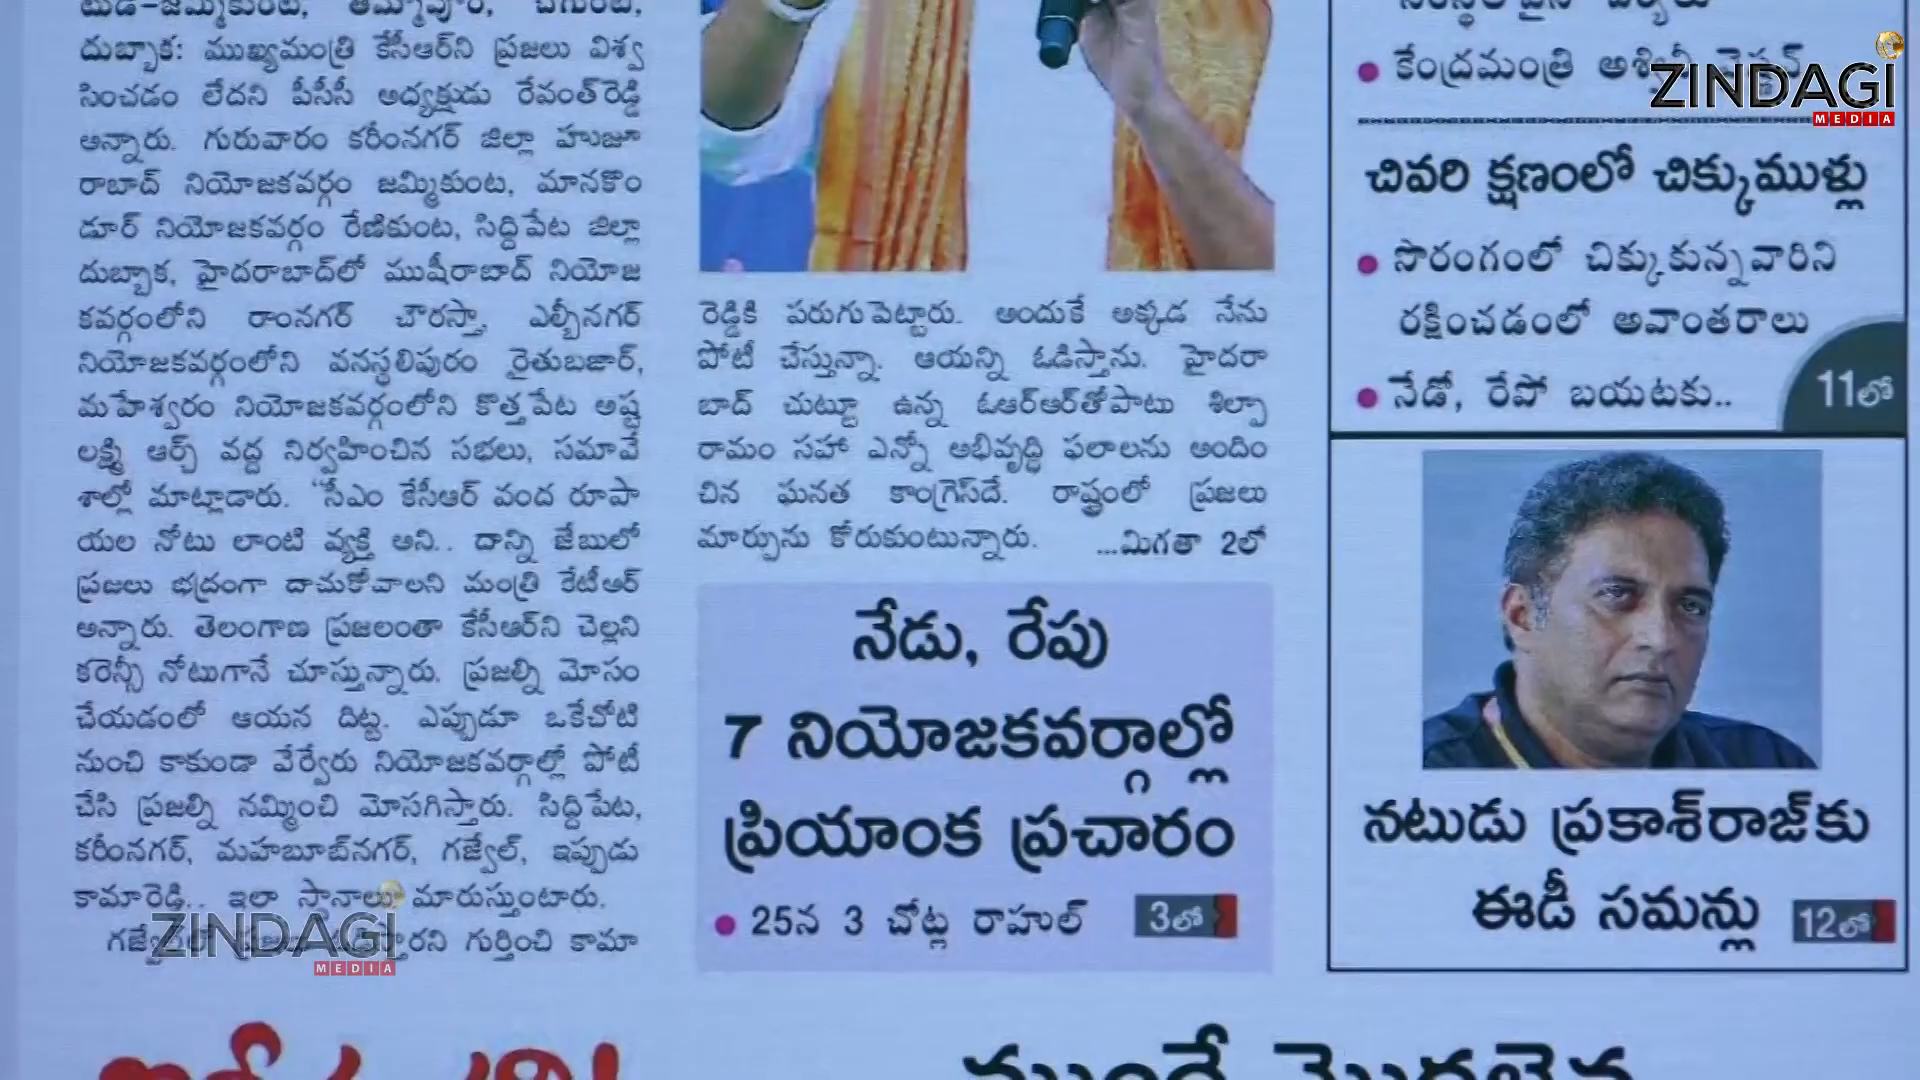 దుబ్బాక: ముఖ్యమంత్రి కేసీఆర్‌ని ప్రజలు విశ్వ
సించడం లేదని పీసీసీ అధ్యక్షుడు రేవంత్‌రెడ్డి
అన్నారు. గురువారం కరీంనగర్ జిల్లా హుజూ
రాబాద్ నియోజకవర్గం జమ్మికుంట, మానకొం
డూర్ నియోజకవర్గం రేణికుంట, సిద్దిపేట జిల్లా
దుబ్బాక, హైదరాబాద్‌లో ముషీరాబాద్ నియోజ
కవర్గంలోని రాంనగర్ చౌరస్తా, ఎల్బీనగర్
నియోజకవర్గంలోని వనస్థలిపురం రైతుబజార్,
మహేశ్వరం నియోజకవర్గంలోని కొత్తపేట అష్ట
లక్ష్మి ఆర్చ్ వద్ద నిర్వహించిన సభలు, సమావే
శాల్లో మాట్లాడారు. “సీఎం కేసీఆర్ వంద రూపా
యల నోటు లాంటి వ్యక్తి అని.. దాన్ని జేబులో
ప్రజలు భద్రంగా దాచుకోవాలని మంత్రి కేటీఆర్
అన్నారు. తెలంగాణ ప్రజలంతా కేసీఆర్‌ని చెల్లని
కరెన్సీ నోటుగానే చూస్తున్నారు. ప్రజల్ని మోసం
చేయడంలో ఆయన దిట్ట. ఎప్పుడూ ఒకేచోటి
నుంచి కాకుండా వేర్వేరు నియోజకవర్గాల్లో పోటీ
చేసి ప్రజల్ని నమ్మించి మోసగిస్తారు. సిద్దిపేట,
కరీంనగర్, మహబూబ్‌నగర్, గజ్వేల్, ఇప్పుడు
కామారెడ్డి.. ఇలా స్థానాలు మారుస్తుంటారు.
గుర్తించి కామా
రెడ్డికి పరుగుపెట్టారు. అందుకే అక్కడ నేను
పోటీ చేస్తున్నా. ఆయన్ని ఓడిస్తాను. హైదరా
బాద్ చుట్టూ ఉన్న ఓఆర్ఆర్‌తోపాటు శిల్పా
రామం సహా ఎన్నో అభివృద్ధి ఫలాలను అందిం
చిన ఘనత కాంగ్రెస్‌దే. రాష్ట్రంలో ప్రజలు
మార్పును కోరుకుంటున్నారు. ...మిగతా 2లో
నేడు, రేపు
7 నియోజకవర్గాల్లో
ప్రియాంక ప్రచారం
• 25న 3 చోట్ల రాహుల్ 3లో
• కేంద్రమంత్రి
చివరి క్షణంలో చిక్కుముళ్లు
• సొరంగంలో చిక్కుకున్నవారిని
రక్షించడంలో అవాంతరాలు
• నేడో, రేపో బయటకు.. 11లో
నటుడు ప్రకాశ్‌రాజ్‌కు
ఈడీ సమన్లు 12లో
ZINDAGI
MEDIA
ZINDAGI
MEDIA